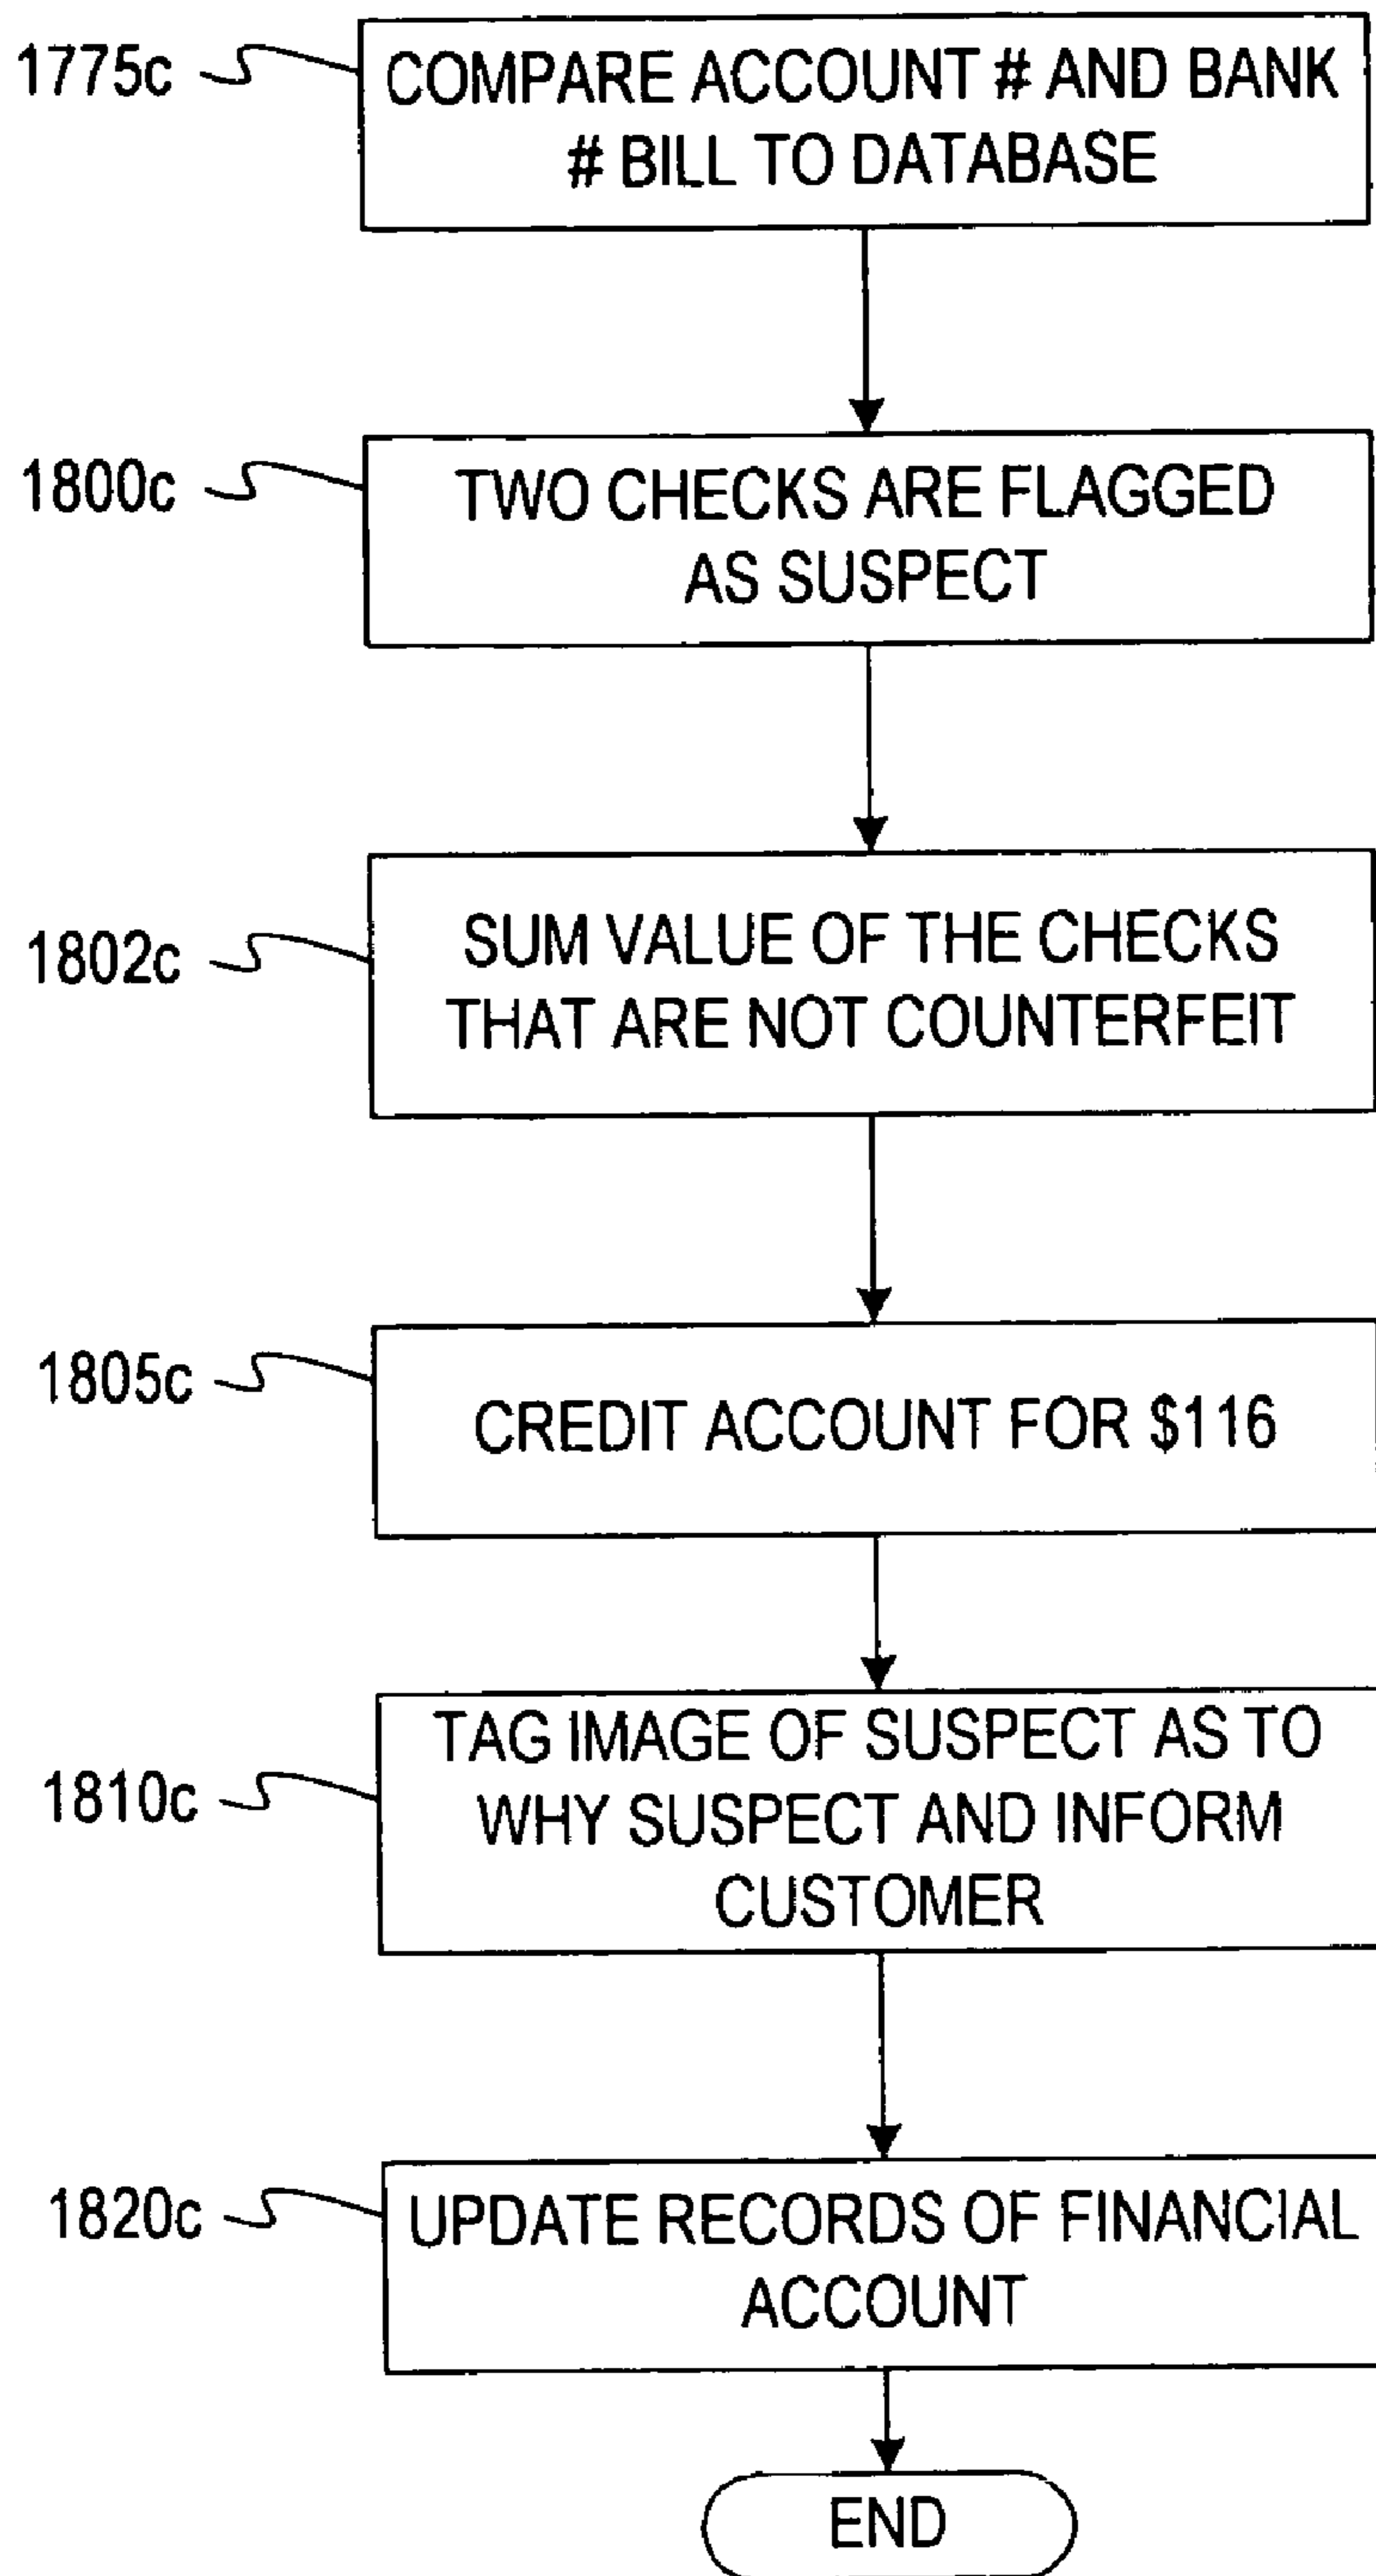 1775c
COMPARE ACCOUNT # AND BANK
# BILL TO DATABASE
1800c
TWO CHECKS ARE FLAGGED
AS SUSPECT
1802c
SUM VALUE OF THE CHECKS
THAT ARE NOT COUNTERFEIT
1805c
CREDIT ACCOUNT FOR $116
1810c
TAG IMAGE OF SUSPECT AS TO
WHY SUSPECT AND INFORM
CUSTOMER
1820c
UPDATE RECORDS OF FINANCIAL
ACCOUNT
END